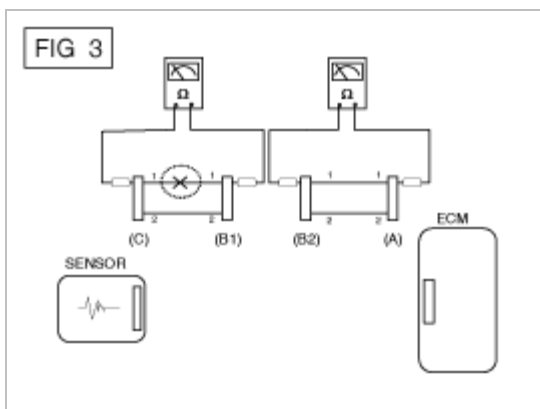 FIG 3
Ω Ω
1 1 1 1
2 2 2 2
(C) (B1) (B2) (A)
ECM
SENSOR